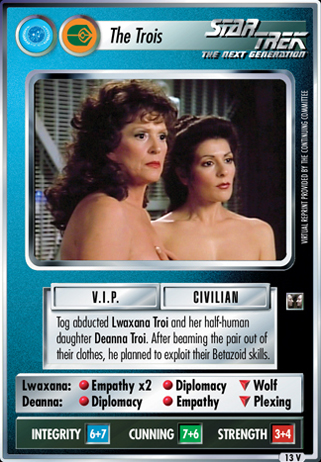 The Trois
STAR TREK
THE NEXT GENERATION
VIRTUAL REPRINT PROVIDED BY THE CONTINUING COMMITTEE
V.I.P. CIVILIAN
Tog abducted Lwaxana Troi and her half-human
daughter Deanna Troi. After beaming the pair out of
their clothes, he planned to exploit their Betazoid skills.
Lwaxana: Empathy x2 Diplomacy Wolf
Deanna: Diplomacy Empathy Plexing
INTEGRITY 6+7 CUNNING 7+6 STRENGTH 3+4
13 V